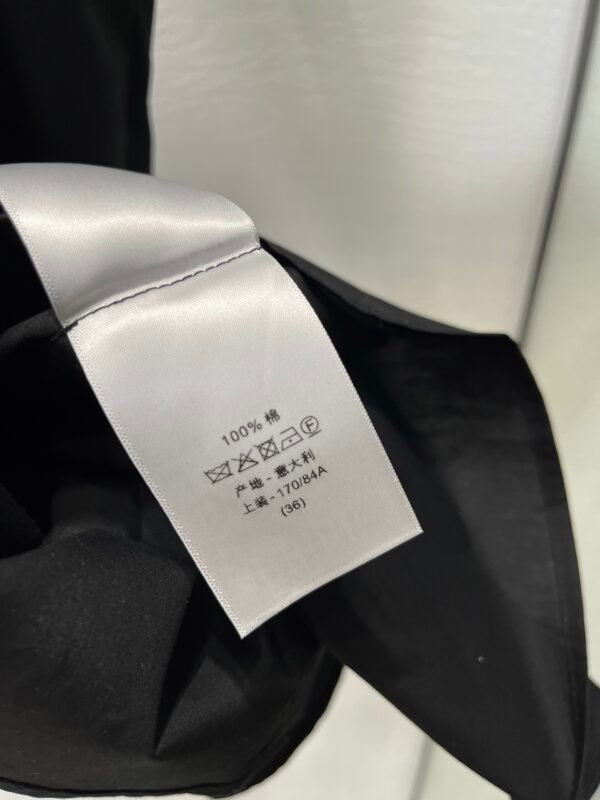 100% 棉
F
产地 - 意大利
上装 - 170/84A
(36)